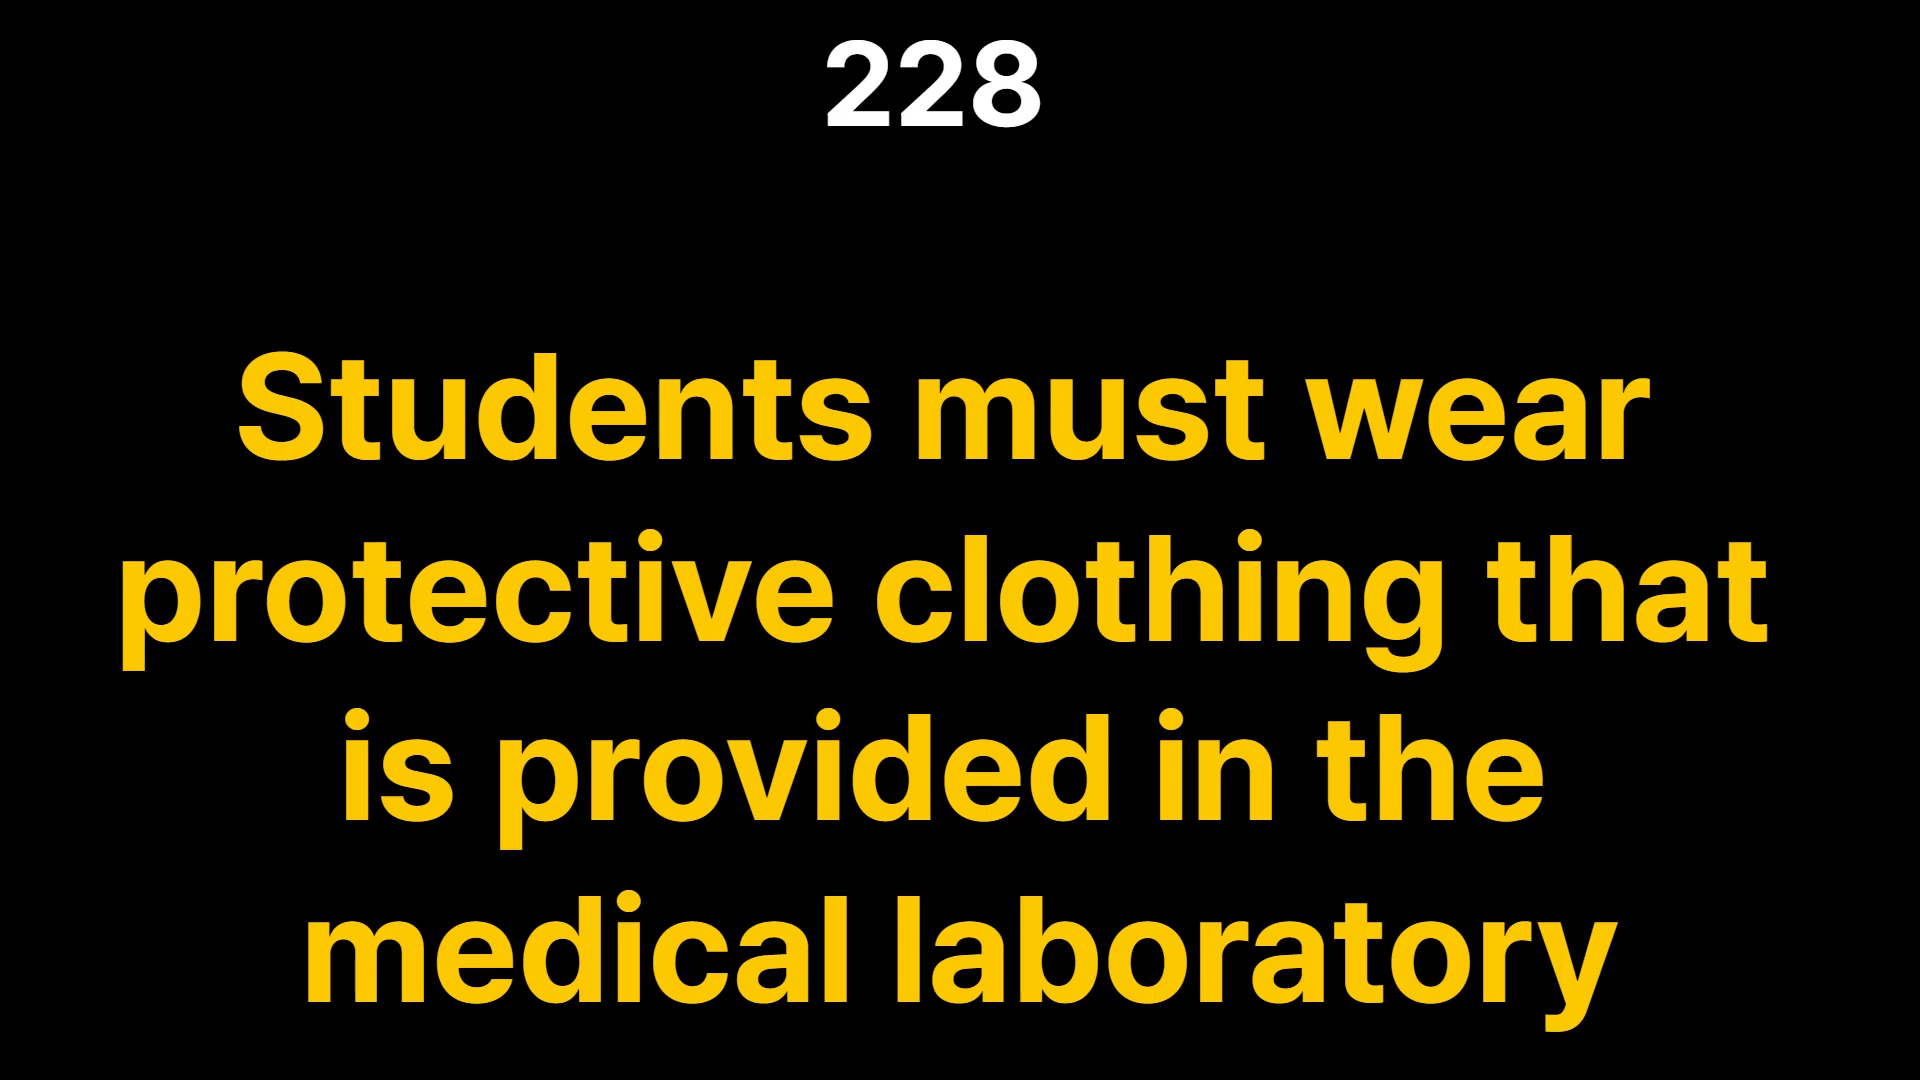 228
Students must wear
protective clothing that
is provided in the
medical laboratory